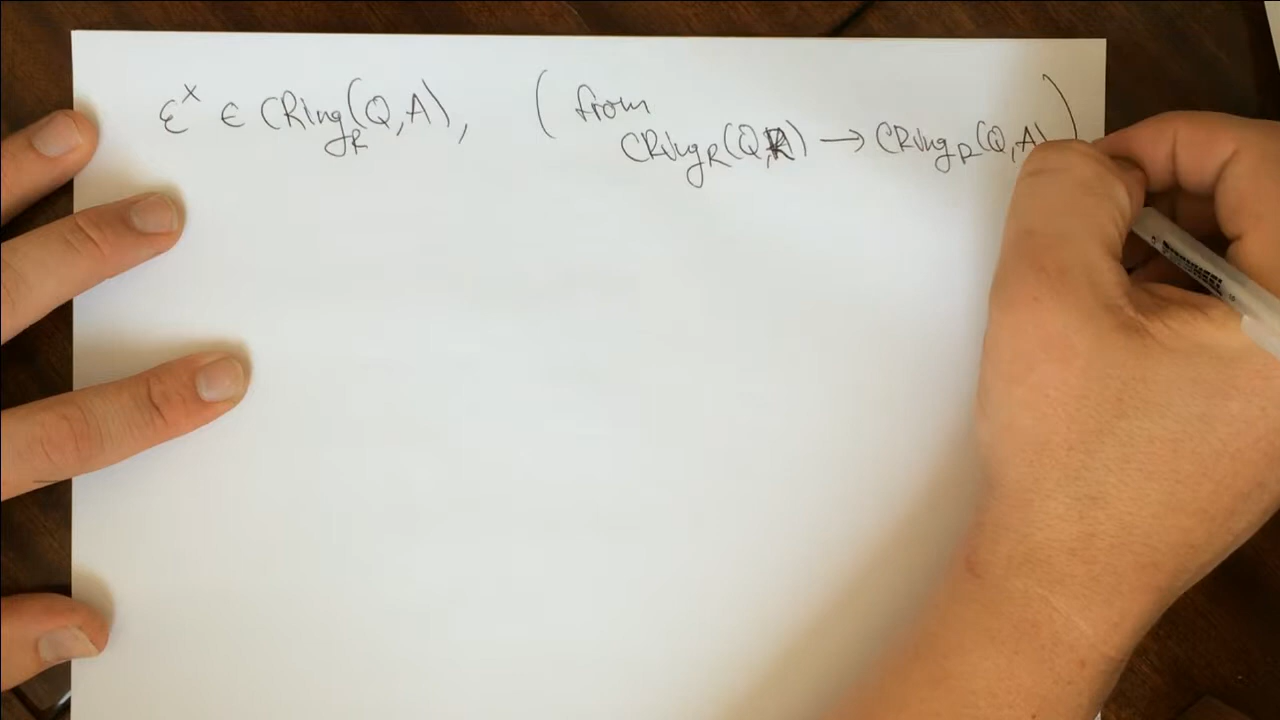 ε^x ∈ CRing_R(Q,A), (from
CRing_R(Q,R) → CRing_R(Q,A))